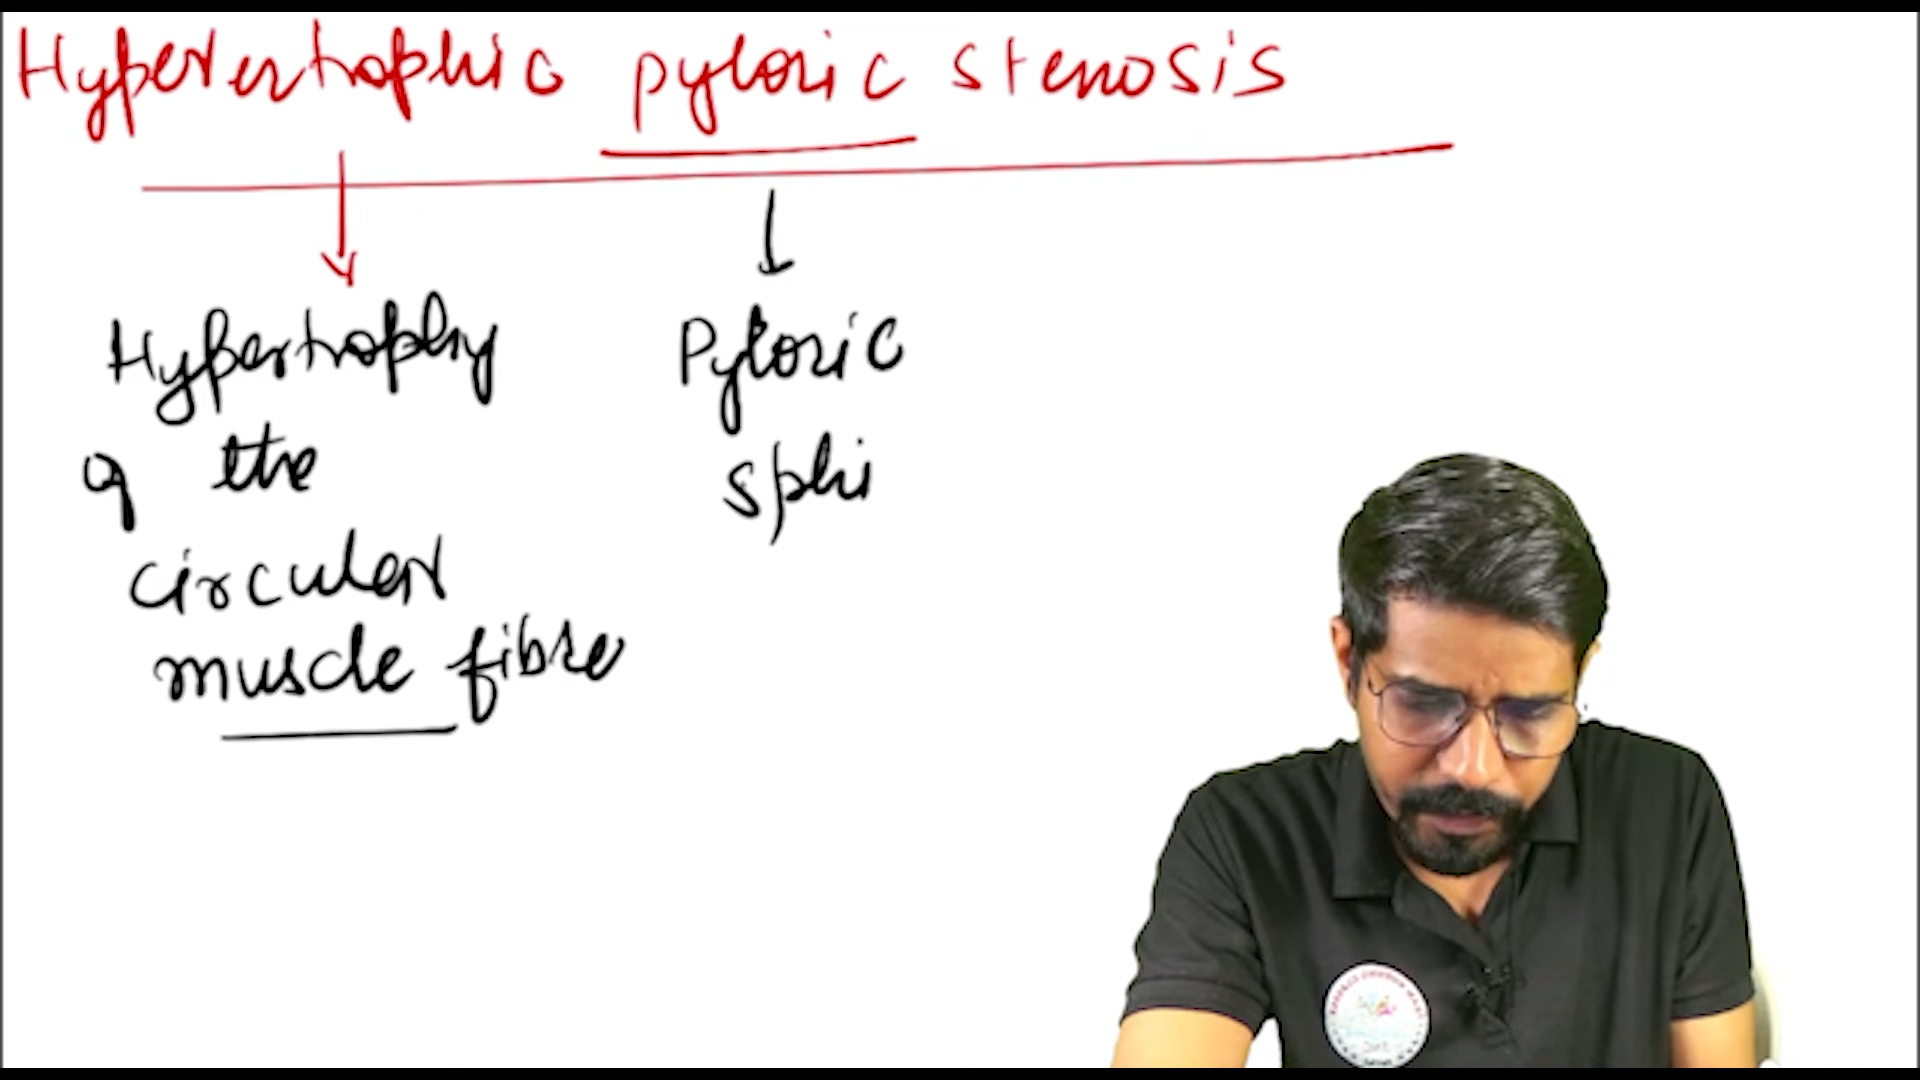 Hyperertrophic pyloric stenosis
Hypertrophy
of the
circular
muscle fibre
Pyloric
sphi